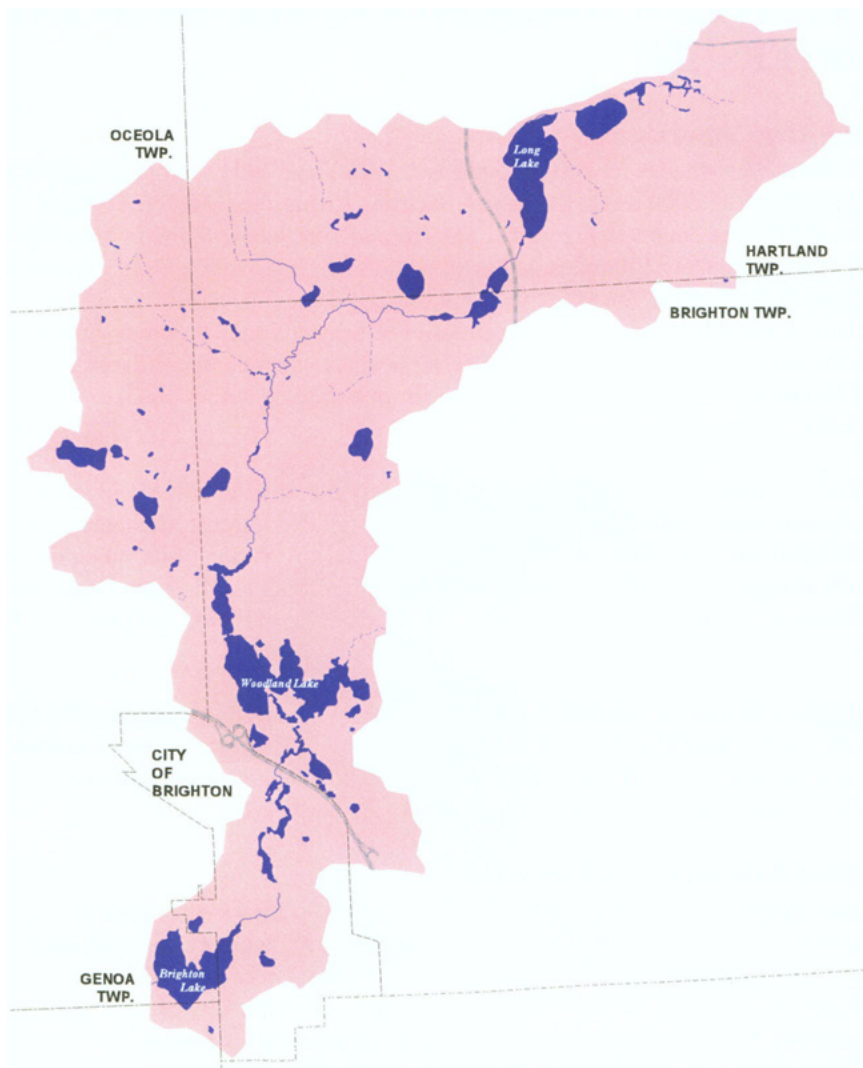 OCEOLA
TWP.
Long
Lake
HARTLAND
TWP.
BRIGHTON TWP.
Woodland Lake
CITY
OF
BRIGHTON
Brighton
Lake
GENOA
TWP.